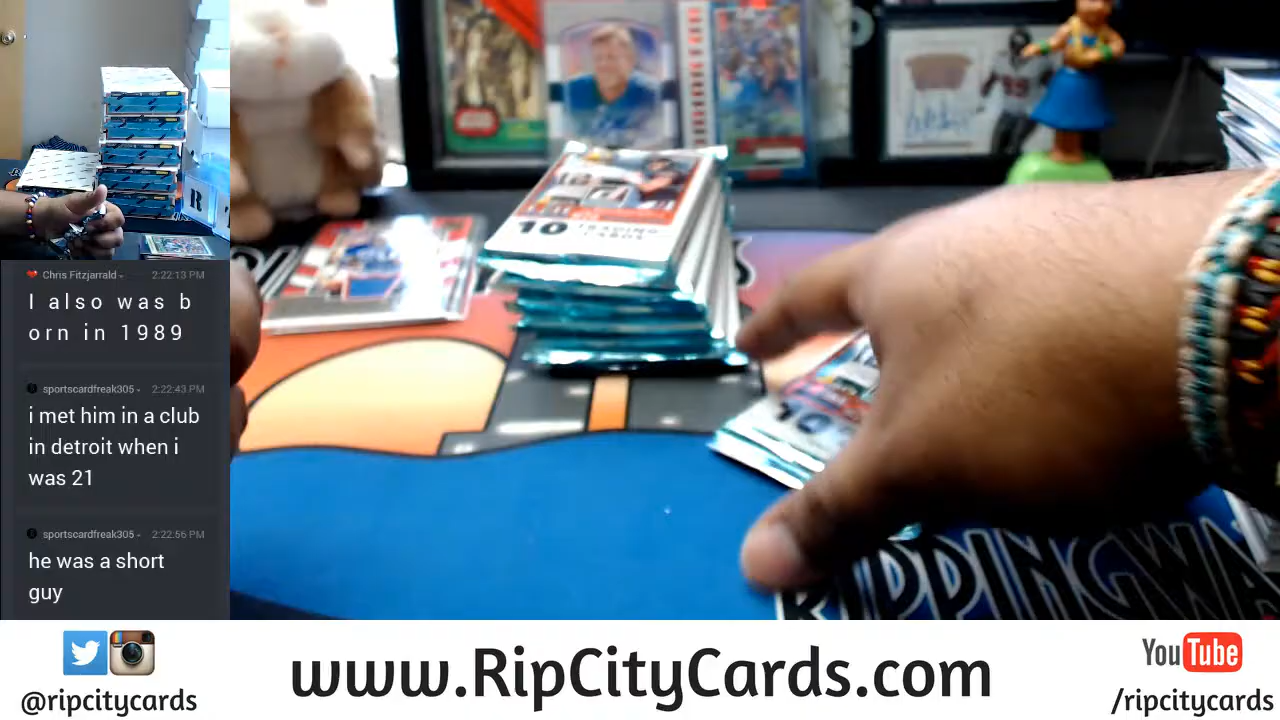 Chris Fitzjarrald 2:22:13 PM
I also was b
orn in 1989
sportscardfreak305 2:22:43 PM
i met him in a club
in detroit when i
was 21
sportscardfreak305 2:22:56 PM
he was a short
guy
10 TRADING
CARDS
10
RIPPINGWA
www.RipCityCards.com
@ripcitycards
YouTube
/ripcitycards